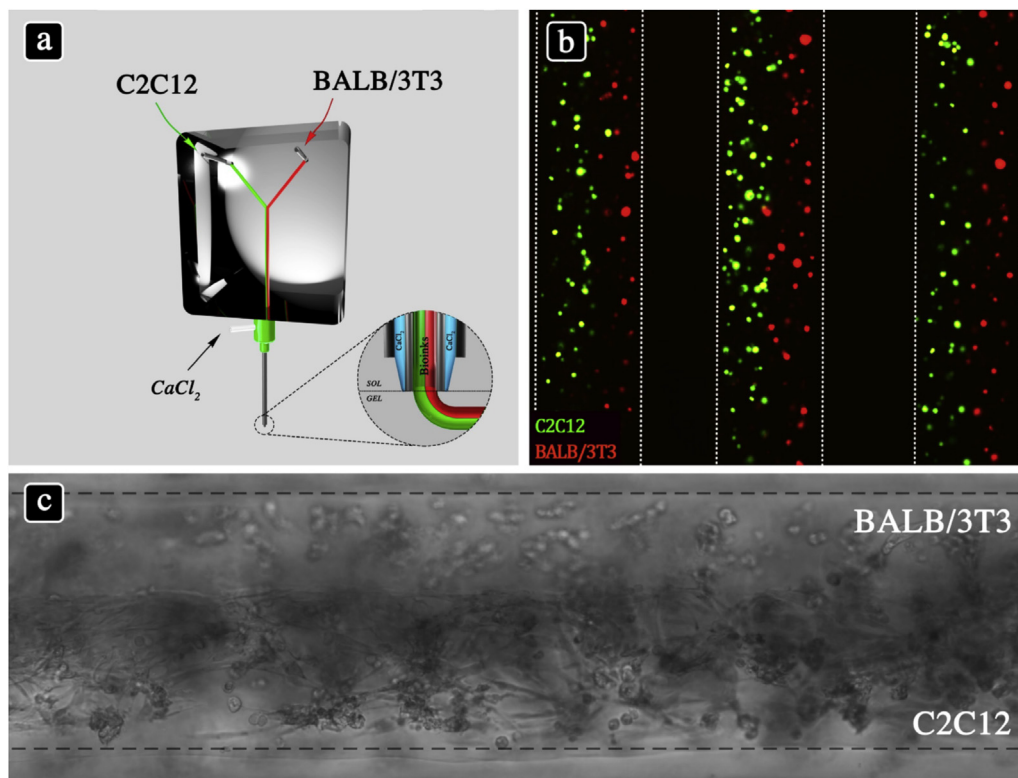 a
C2C12
BALB/3T3
CaCl₂
CaCl₂
Bioinks
CaCl₂
SOL
GEL
b
C2C12
BALB/3T3
c
BALB/3T3
C2C12